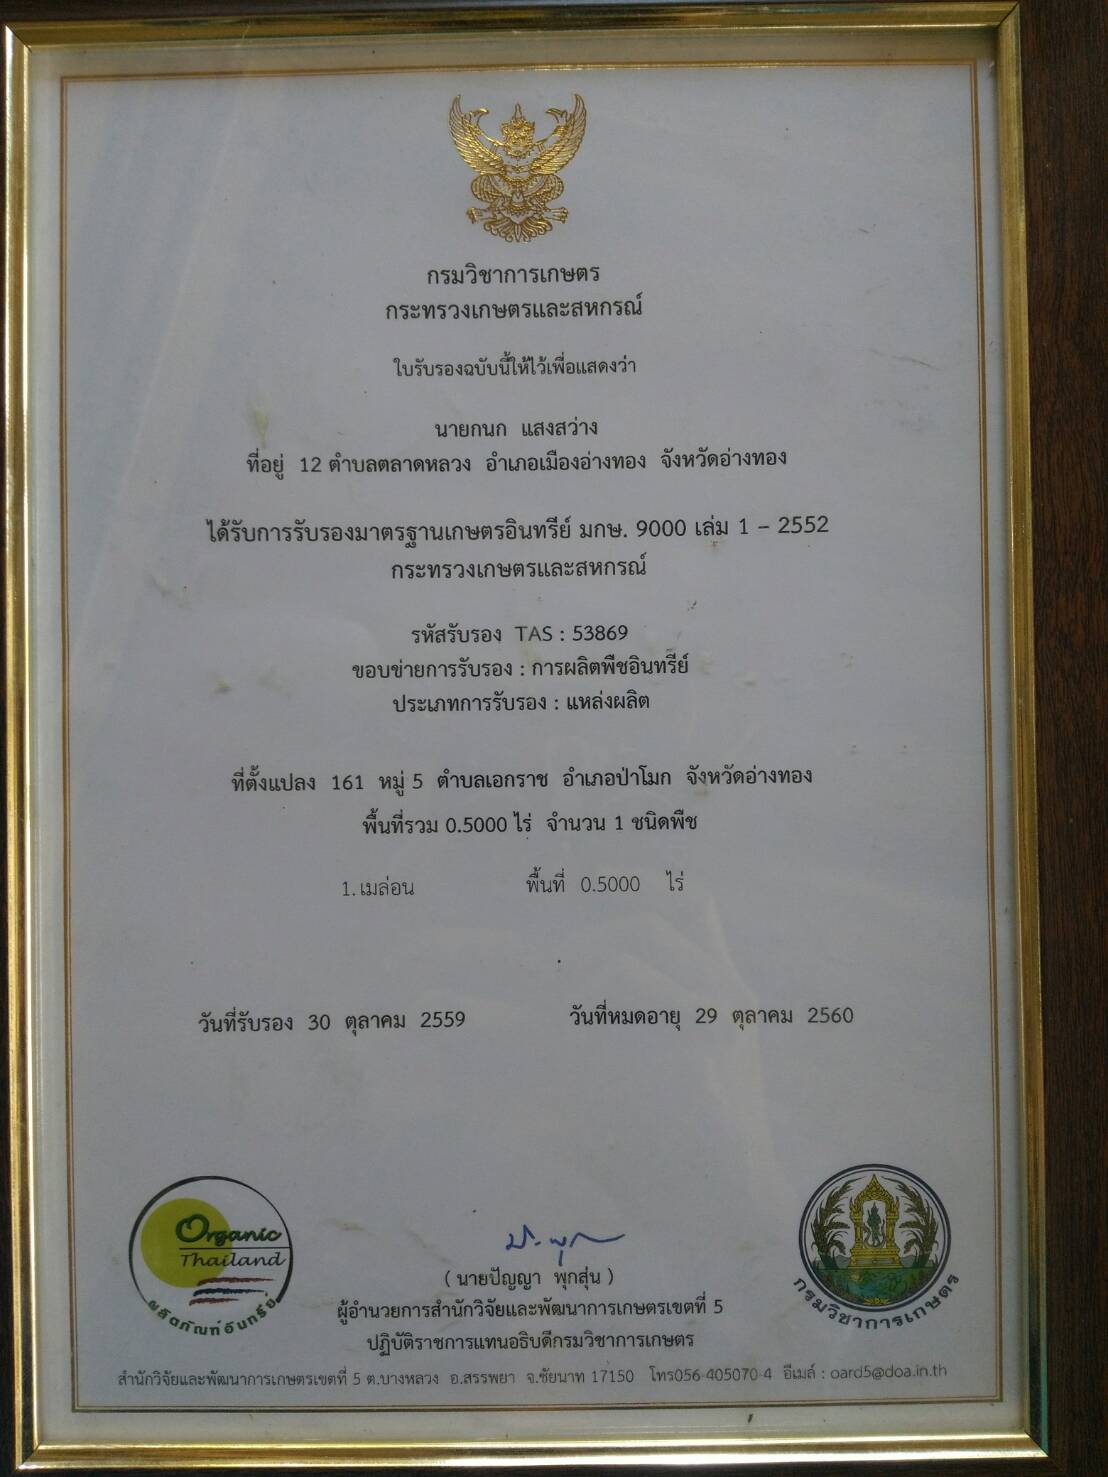 กรมวิชาการเกษตร
กระทรวงเกษตรและสหกรณ์
ใบรับรองฉบับนี้ให้ไว้เพื่อแสดงว่า
นายกนก แสงสว่าง
ที่อยู่ 12 ตำบลตลาดหลวง อำเภอเมืองอ่างทอง จังหวัดอ่างทอง
ได้รับการรับรองมาตรฐานเกษตรอินทรีย์ มกษ. 9000 เล่ม 1 – 2552
กระทรวงเกษตรและสหกรณ์
รหัสรับรอง TAS : 53869
ขอบข่ายการรับรอง : การผลิตพืชอินทรีย์
ประเภทการรับรอง : แหล่งผลิต
ที่ตั้งแปลง 161 หมู่ 5 ตำบลเอกราช อำเภอป่าโมก จังหวัดอ่างทอง
พื้นที่รวม 0.5000 ไร่ จำนวน 1 ชนิดพืช
1. เมล่อน พื้นที่ 0.5000 ไร่
วันที่รับรอง 30 ตุลาคม 2559 วันที่หมดอายุ 29 ตุลาคม 2560
Organic
Thailand
ผลิตภัณฑ์อินทรีย์
( นายปัญญา พุกสุ่น )
ผู้อำนวยการสำนักวิจัยและพัฒนาการเกษตรเขตที่ 5
ปฏิบัติราชการแทนอธิบดีกรมวิชาการเกษตร
กรมวิชาการเกษตร
สำนักวิจัยและพัฒนาการเกษตรเขตที่ 5 ต.บางหลวง อ.สรรพยา จ.ชัยนาท 17150 โทร056-405070-4 อีเมล์ : oard5@doa.in.th